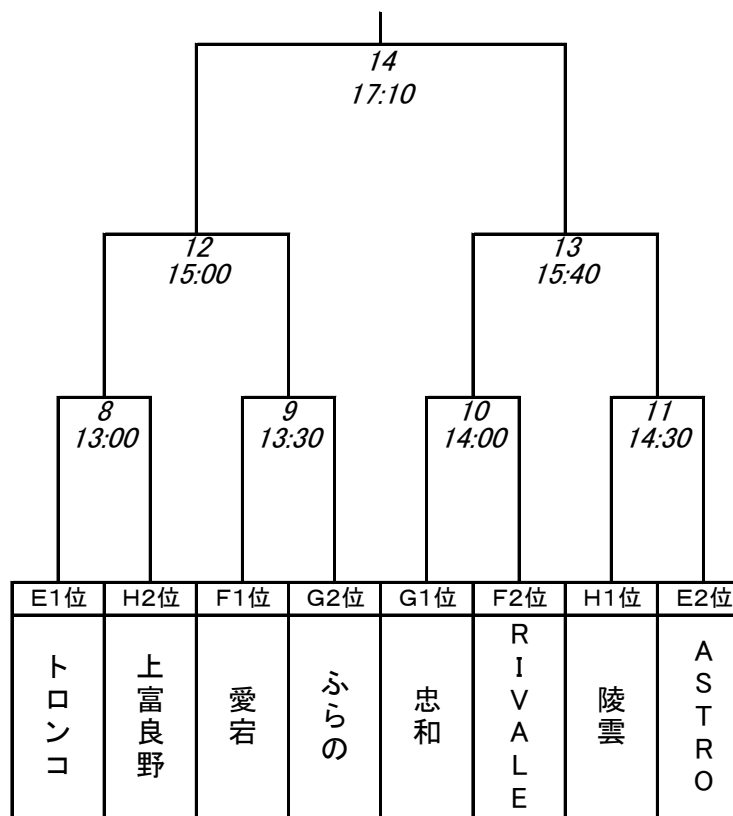 14
17:10
12
15:00
13
15:40
8
13:00
9
13:30
10
14:00
11
14:30
E1位
H2位
F1位
G2位
G1位
F2位
H1位
E2位
トロンコ
上富良野
愛宕
ふらの
忠和
RIVALE
陵雲
ASTRO